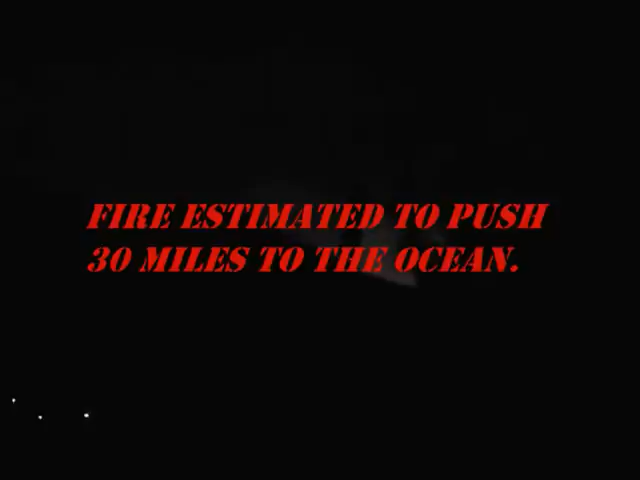 FIRE ESTIMATED TO PUSH
30 MILES TO THE OCEAN.